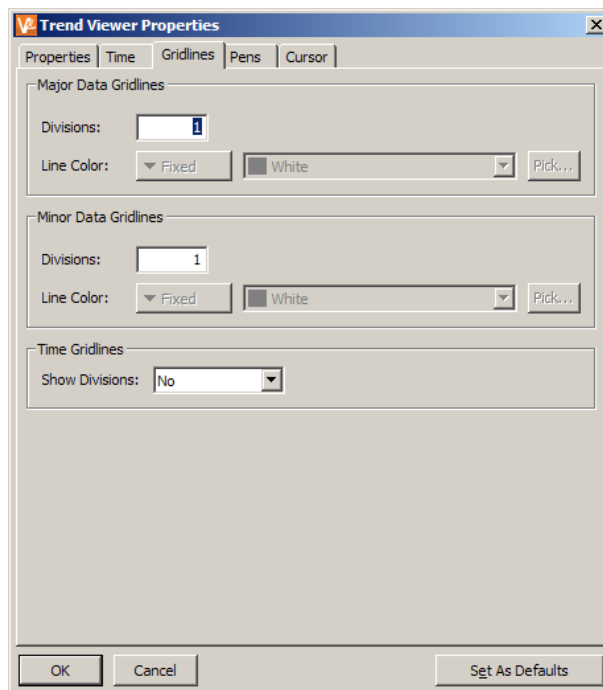 Trend Viewer Properties
Properties Time Gridlines Pens Cursor
Major Data Gridlines
Divisions: 1
Line Color: Fixed White Pick...
Minor Data Gridlines
Divisions: 1
Line Color: Fixed White Pick...
Time Gridlines
Show Divisions: No
OK Cancel Set As Defaults